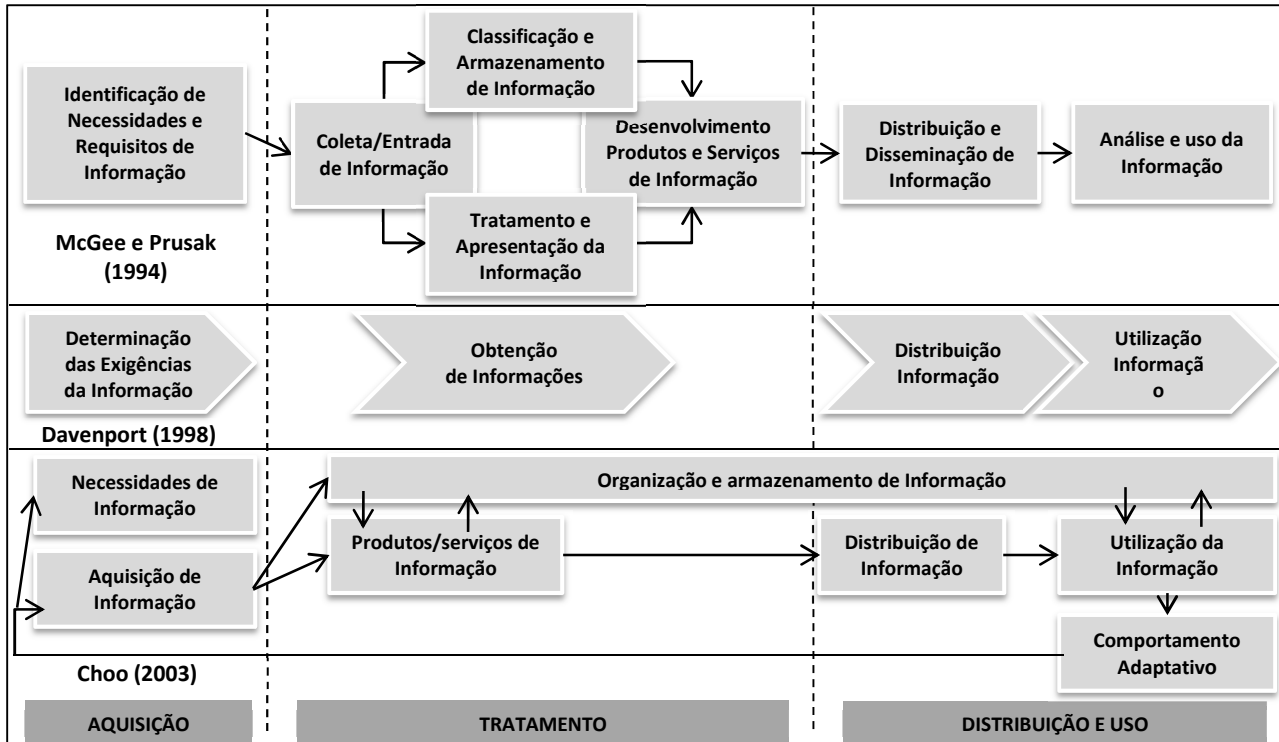 Identificação de
Necessidades e
Requisitos de
Informação
McGee e Prusak
(1994)
Coleta/Entrada
de Informação
Classificação e
Armazenamento
de Informação
Tratamento e
Apresentação da
Informação
Desenvolvimento
Produtos e Serviços
de Informação
Distribuição e
Disseminação de
Informação
Análise e uso da
Informação
Determinação
das Exigências
da Informação
Davenport (1998)
Obtenção
de Informações
Distribuição
Informação
Utilização
Informaçã
o
Necessidades de
Informação
Aquisição de
Informação
Choo (2003)
Organização e armazenamento de Informação
Produtos/serviços de
Informação
Distribuição de
Informação
Utilização da
Informação
Comportamento
Adaptativo
AQUISIÇÃO
TRATAMENTO
DISTRIBUIÇÃO E USO